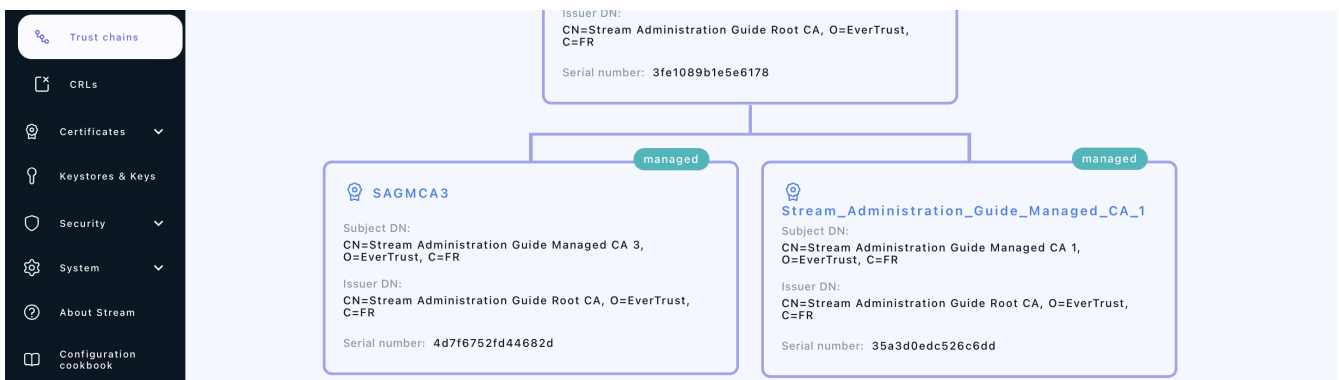 Trust chains
CRLs
Certificates
Keystores & Keys
Security
System
About Stream
Configuration
cookbook
Issuer DN:
CN=Stream Administration Guide Root CA, O=EverTrust,
C=FR
Serial number: 3fe1089b1e5e6178
managed
SAGMCA3
Subject DN:
CN=Stream Administration Guide Managed CA 3,
O=EverTrust, C=FR
Issuer DN:
CN=Stream Administration Guide Root CA, O=EverTrust,
C=FR
Serial number: 4d7f6752fd44682d
managed
Stream_Administration_Guide_Managed_CA_1
Subject DN:
CN=Stream Administration Guide Managed CA 1,
O=EverTrust, C=FR
Issuer DN:
CN=Stream Administration Guide Root CA, O=EverTrust,
C=FR
Serial number: 35a3d0edc526c6dd